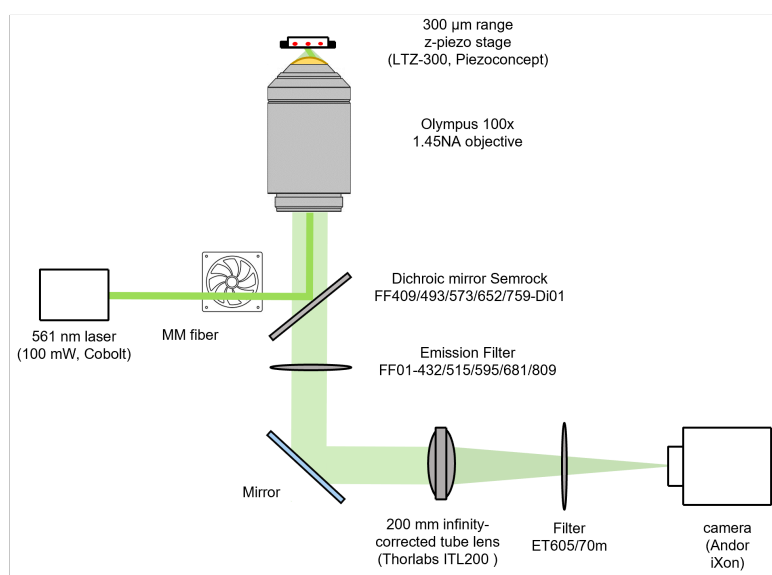 300 µm range
z-piezo stage
(LTZ-300, Piezoconcept)
Olympus 100x
1.45NA objective
561 nm laser
(100 mW, Cobolt)
MM fiber
Dichroic mirror Semrock
FF409/493/573/652/759-Di01
Emission Filter
FF01-432/515/595/681/809
Mirror
200 mm infinity-
corrected tube lens
(Thorlabs ITL200 )
Filter
ET605/70m
camera
(Andor
iXon)